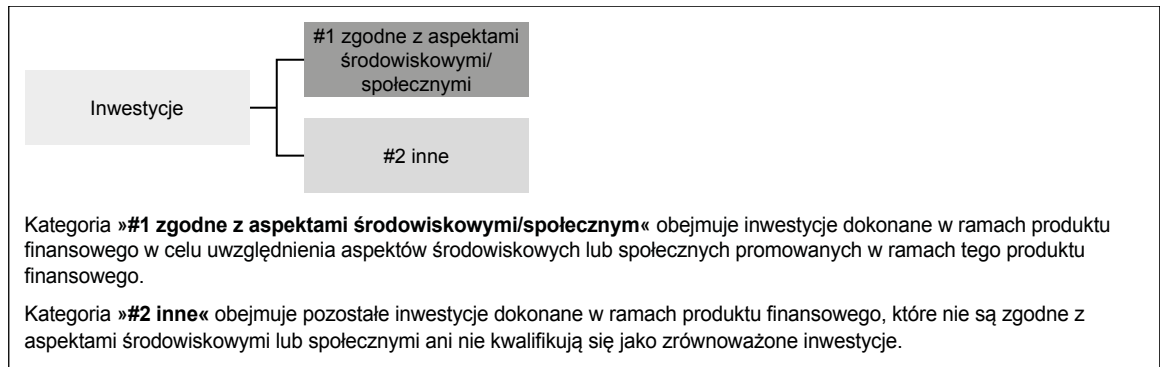 #1 zgodne z aspektami
środowiskowymi/
społecznymi
Inwestycje
#2 inne
Kategoria »#1 zgodne z aspektami środowiskowymi/społecznym« obejmuje inwestycje dokonane w ramach produktu
finansowego w celu uwzględnienia aspektów środowiskowych lub społecznych promowanych w ramach tego produktu
finansowego.
Kategoria »#2 inne« obejmuje pozostałe inwestycje dokonane w ramach produktu finansowego, które nie są zgodne z
aspektami środowiskowymi lub społecznymi ani nie kwalifikują się jako zrównoważone inwestycje.